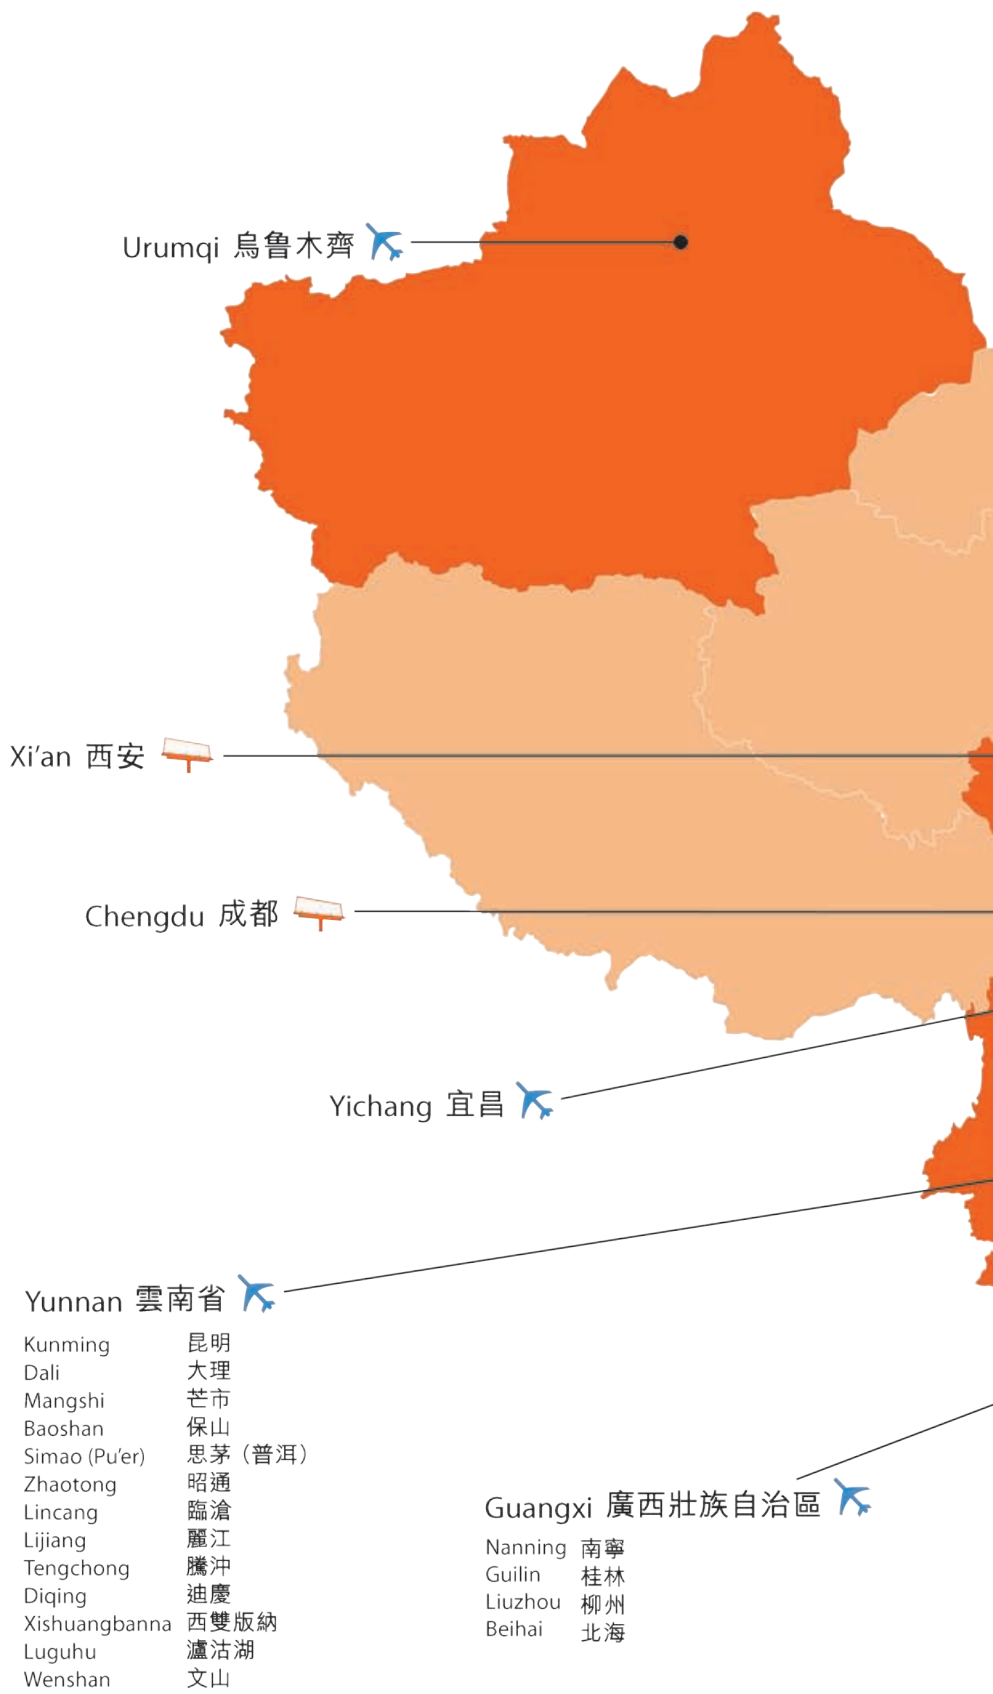 Urumqi 烏魯木齊
Xi'an 西安
Chengdu 成都
Yichang 宜昌
Yunnan 雲南省
Kunming 昆明
Dali 大理
Mangshi 芒市
Baoshan 保山
Simao (Pu'er) 思茅（普洱）
Zhaotong 昭通
Lincang 臨滄
Lijiang 麗江
Tengchong 騰沖
Diqing 迪慶
Xishuangbanna 西雙版納
Luguhu 瀘沽湖
Wenshan 文山
Guangxi 廣西壯族自治區
Nanning 南寧
Guilin 桂林
Liuzhou 柳州
Beihai 北海